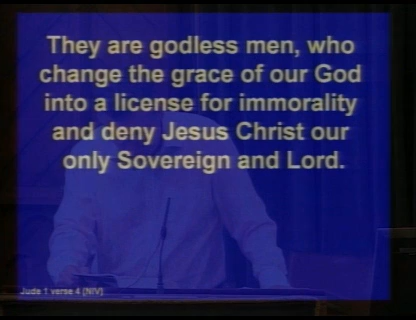 They are godless men, who
change the grace of our God
into a license for immorality
and deny Jesus Christ our
only Sovereign and Lord.
Jude 1 verse 4 (NIV)